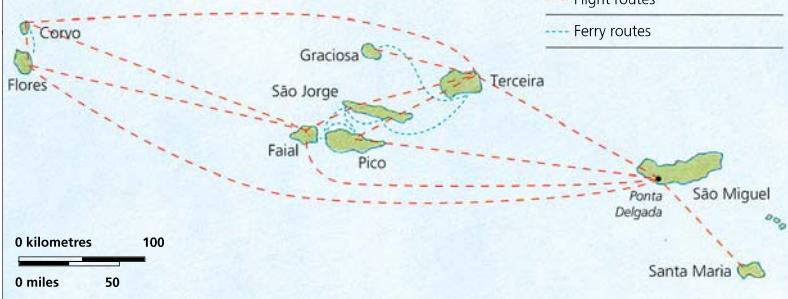 Flight routes
Ferry routes
Corvo
Flores
Graciosa
São Jorge
Terceira
Faial
Pico
Ponta
Delgada
São Miguel
Santa Maria
0 kilometres 100
0 miles 50